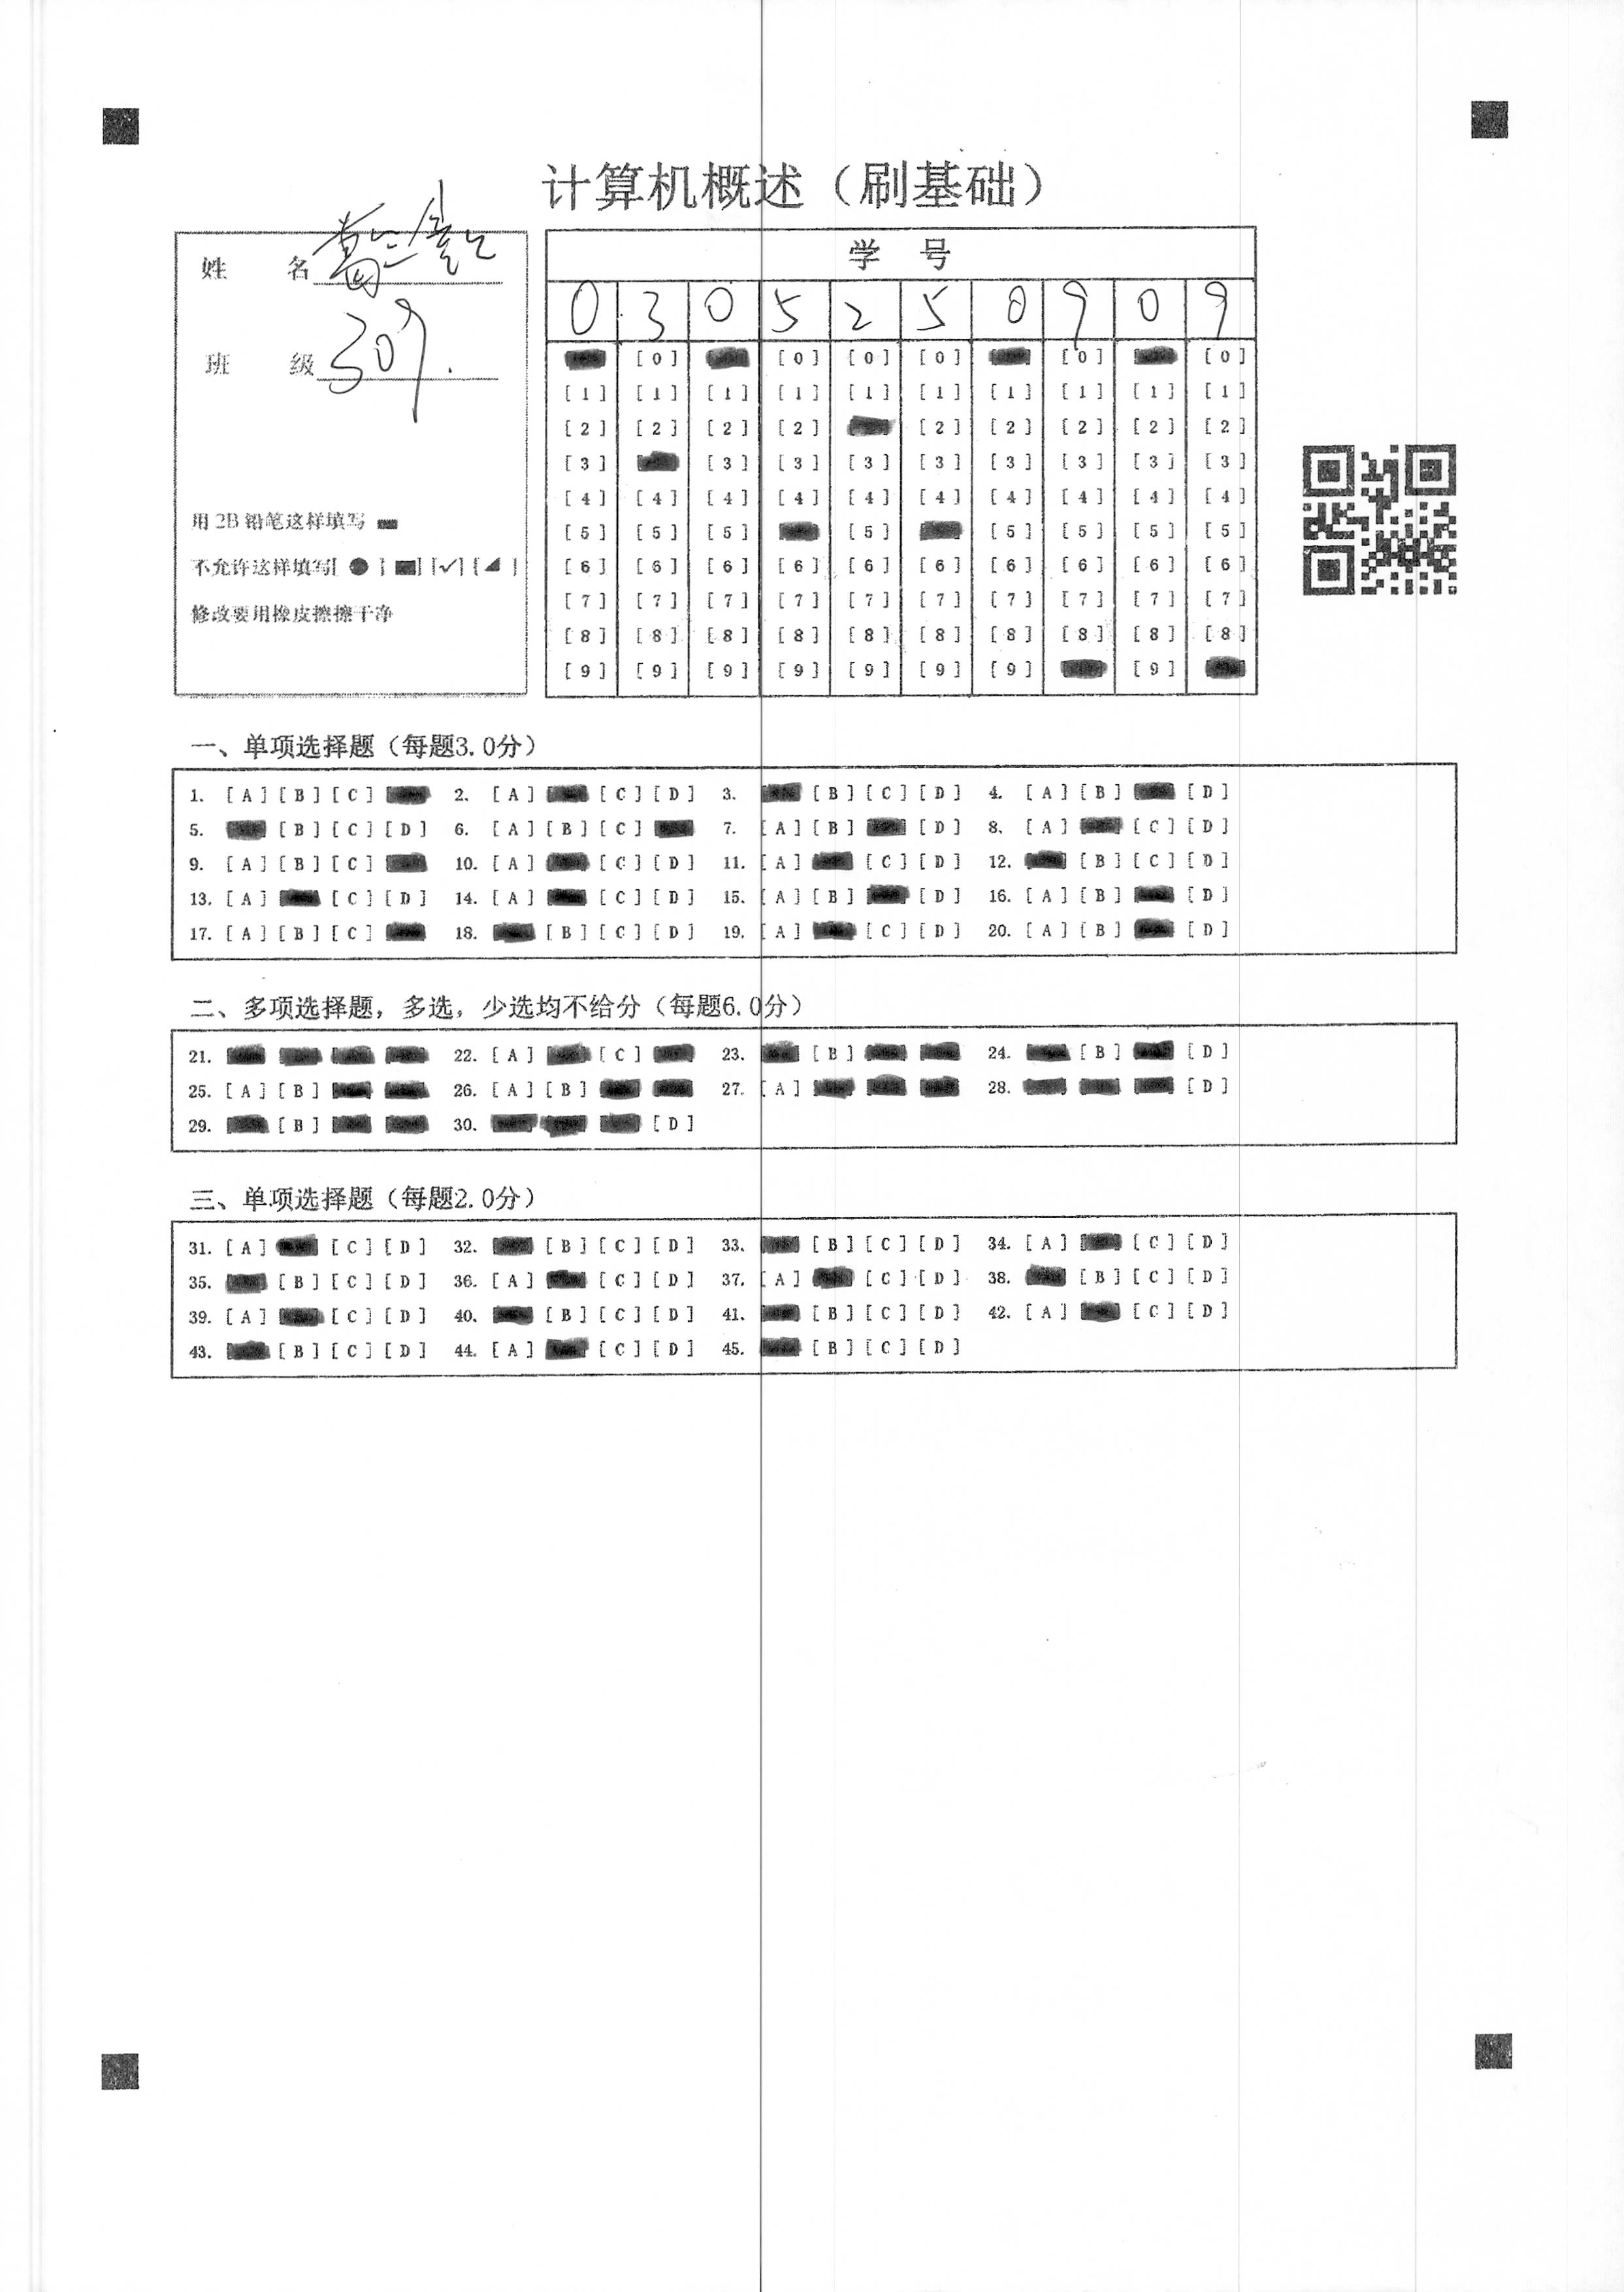 计算机概述（刷基础）
姓 名
班 级 309.
用 2B 铅笔这样填写
不允许这样填写[ ● ] [■] [✓] [◢ ]
修改要用橡皮擦擦干净
学 号
0 3 0 5 2 5 0 9 0 9
[0] [0] [0] [0] [0] [0]
[1] [1] [1] [1] [1] [1] [1] [1] [1] [1]
[2] [2] [2] [2] [2] [2] [2] [2] [2]
[3] [3] [3] [3] [3] [3] [3] [3] [3]
[4] [4] [4] [4] [4] [4] [4] [4] [4] [4]
[5] [5] [5] [5] [5] [5] [5] [5]
[6] [6] [6] [6] [6] [6] [6] [6] [6] [6]
[7] [7] [7] [7] [7] [7] [7] [7] [7] [7]
[8] [8] [8] [8] [8] [8] [8] [8] [8] [8]
[9] [9] [9] [9] [9] [9] [9] [9]
一、单项选择题（每题3.0分）
1. [A] [B] [C] 2. [A] [C] [D] 3. [B] [C] [D] 4. [A] [B] [D]
5. [B] [C] [D] 6. [A] [B] [C] 7. [A] [B] [D] 8. [A] [C] [D]
9. [A] [B] [C] 10. [A] [C] [D] 11. [A] [C] [D] 12. [B] [C] [D]
13. [A] [C] [D] 14. [A] [C] [D] 15. [A] [B] [D] 16. [A] [B] [D]
17. [A] [B] [C] 18. [B] [C] [D] 19. [A] [C] [D] 20. [A] [B] [D]
二、多项选择题，多选，少选均不给分（每题6.0分）
21. 22. [A] [C] 23. [B] 24. [B] [D]
25. [A] [B] 26. [A] [B] 27. [A] 28. [D]
29. [B] 30. [D]
三、单项选择题（每题2.0分）
31. [A] [C] [D] 32. [B] [C] [D] 33. [B] [C] [D] 34. [A] [C] [D]
35. [B] [C] [D] 36. [A] [C] [D] 37. [A] [C] [D] 38. [B] [C] [D]
39. [A] [C] [D] 40. [B] [C] [D] 41. [B] [C] [D] 42. [A] [C] [D]
43. [B] [C] [D] 44. [A] [C] [D] 45. [B] [C] [D]